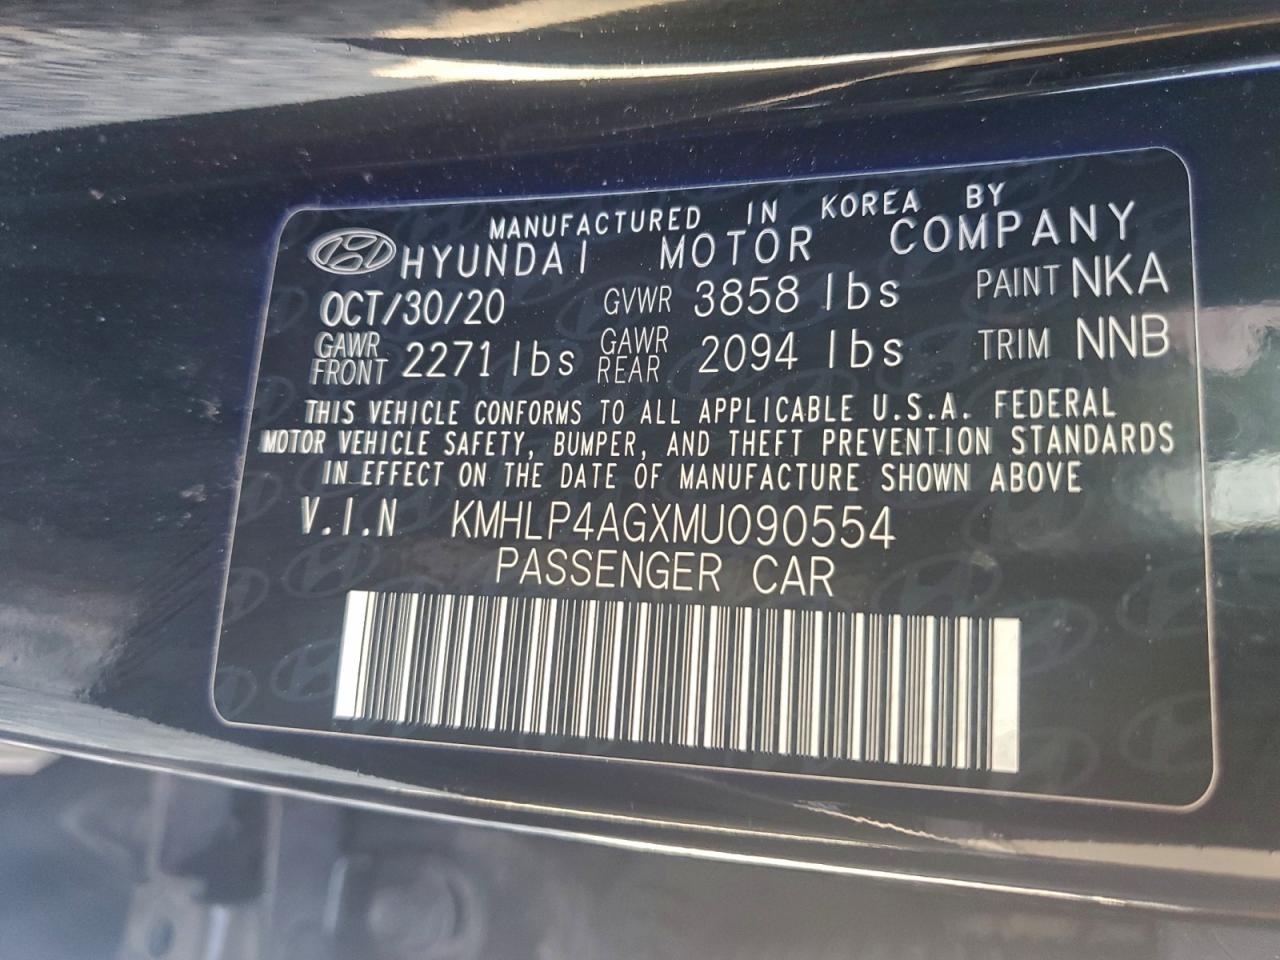 MANUFACTURED IN KOREA BY
HYUNDAI MOTOR COMPANY
OCT/30/20 GVWR 3858 lbs PAINT NKA
GAWR FRONT 2271 lbs GAWR REAR 2094 lbs TRIM NNB
THIS VEHICLE CONFORMS TO ALL APPLICABLE U.S.A. FEDERAL
MOTOR VEHICLE SAFETY, BUMPER, AND THEFT PREVENTION STANDARDS
IN EFFECT ON THE DATE OF MANUFACTURE SHOWN ABOVE
V.I.N KMHLP4AGXMU090554
PASSENGER CAR